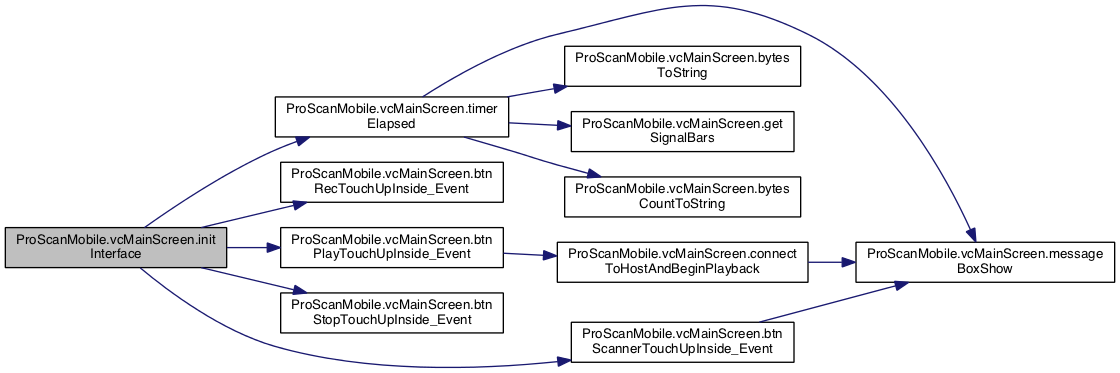 ProScanMobile.vcMainScreen.init
Interface
ProScanMobile.vcMainScreen.timer
Elapsed
ProScanMobile.vcMainScreen.bytes
ToString
ProScanMobile.vcMainScreen.get
SignalBars
ProScanMobile.vcMainScreen.bytes
CountToString
ProScanMobile.vcMainScreen.btn
RecTouchUpInside_Event
ProScanMobile.vcMainScreen.btn
PlayTouchUpInside_Event
ProScanMobile.vcMainScreen.connect
ToHostAndBeginPlayback
ProScanMobile.vcMainScreen.message
BoxShow
ProScanMobile.vcMainScreen.btn
StopTouchUpInside_Event
ProScanMobile.vcMainScreen.btn
ScannerTouchUpInside_Event